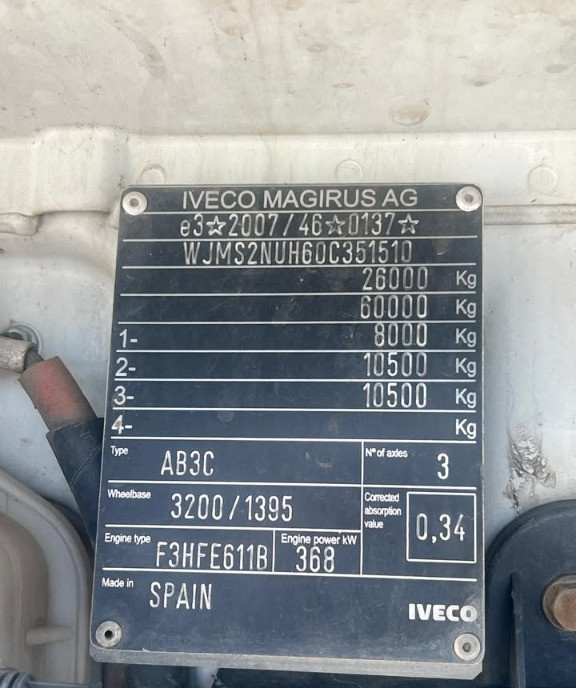 IVECO MAGIRUS AG
e3☆2007/46☆0137☆
WJMS2NUH60C351510
26000 Kg
60000 Kg
1- 8000 Kg
2- 10500 Kg
3- 10500 Kg
4- Kg
Type AB3C N° of axles 3
Wheelbase 3200/1395 Corrected absorption value 0,34
Engine type F3HFE611B Engine power kW 368
Made in SPAIN
IVECO